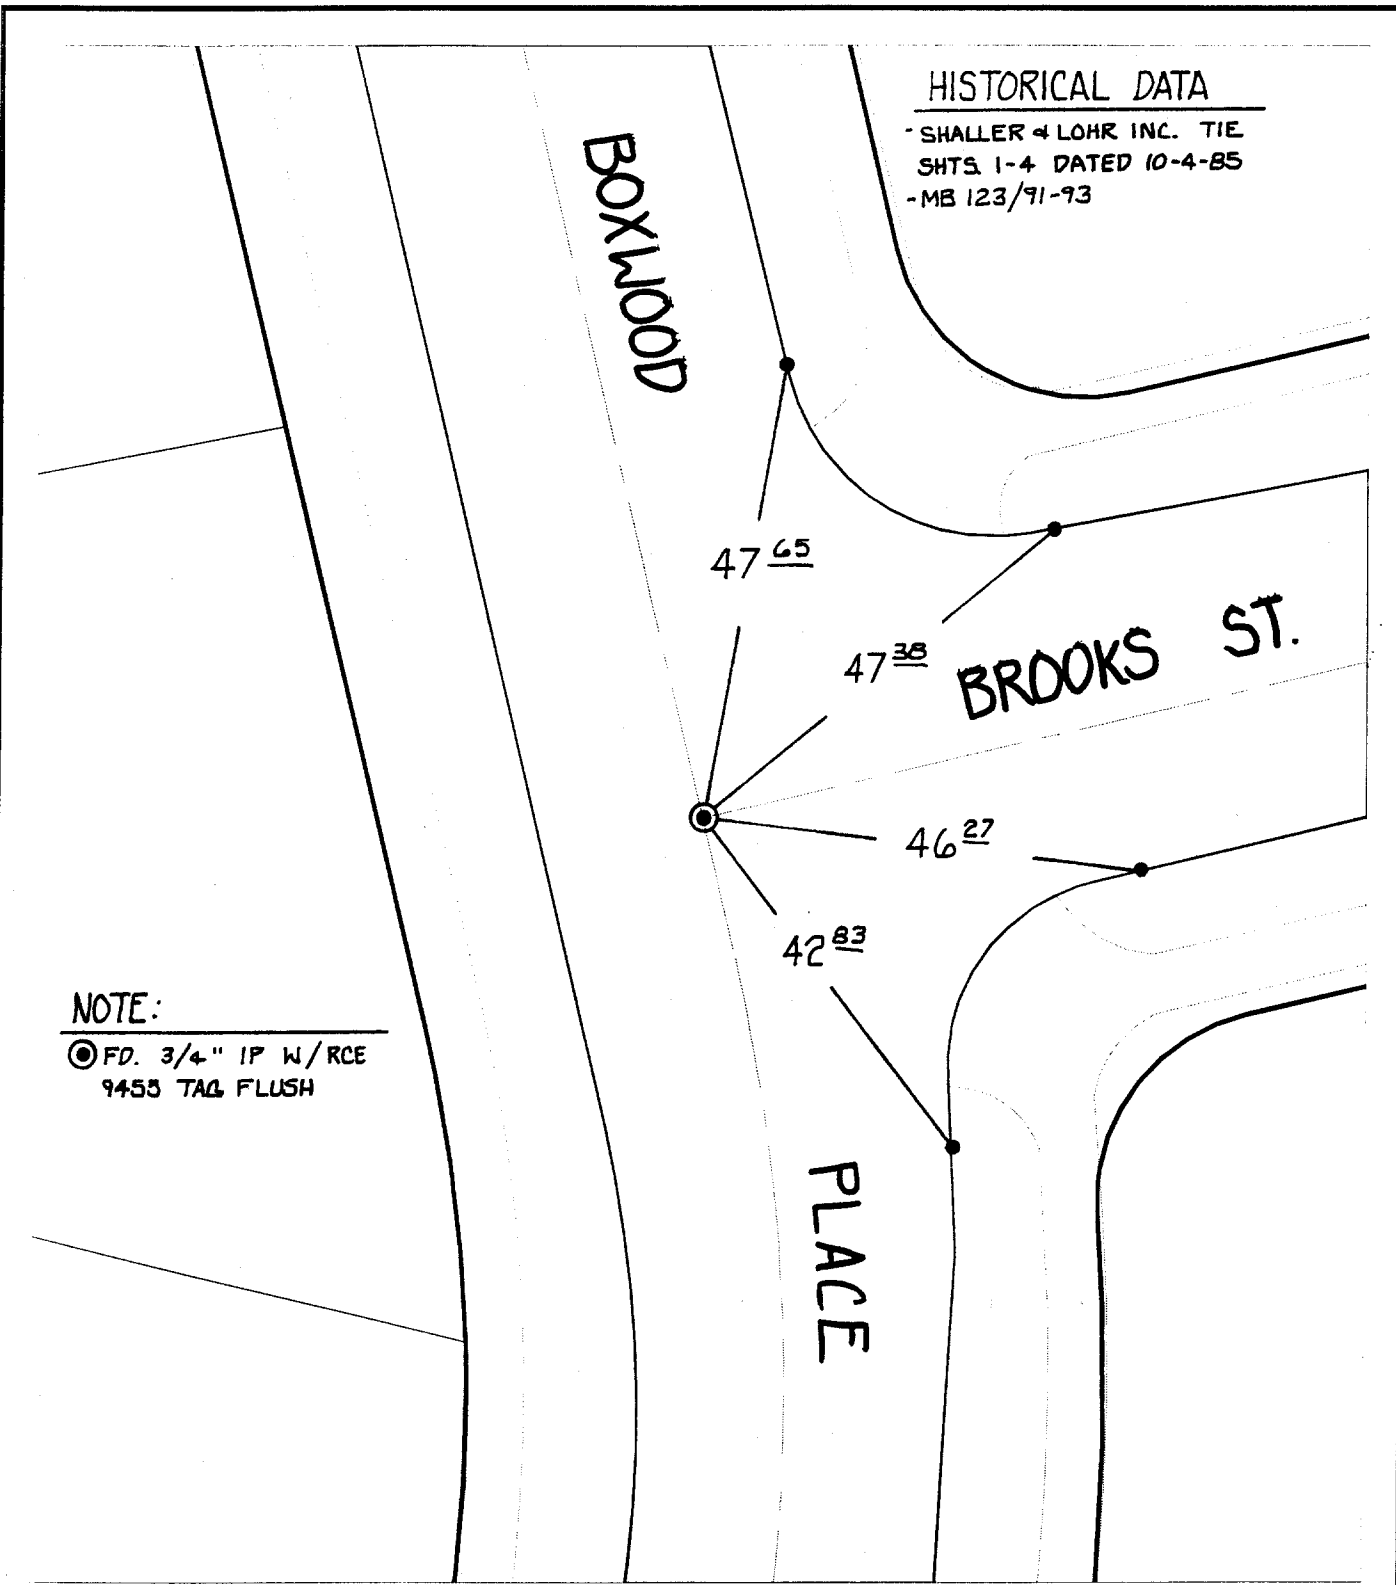 HISTORICAL DATA
- SHALLER & LOHR INC. TIE
SHTS. 1-4 DATED 10-4-85
- MB 123/91-93
BOXWOOD
47 65
47 38
BROOKS ST.
46 27
42 83
NOTE:
FD. 3/4" IP W/RCE
9455 TAG FLUSH
PLACE